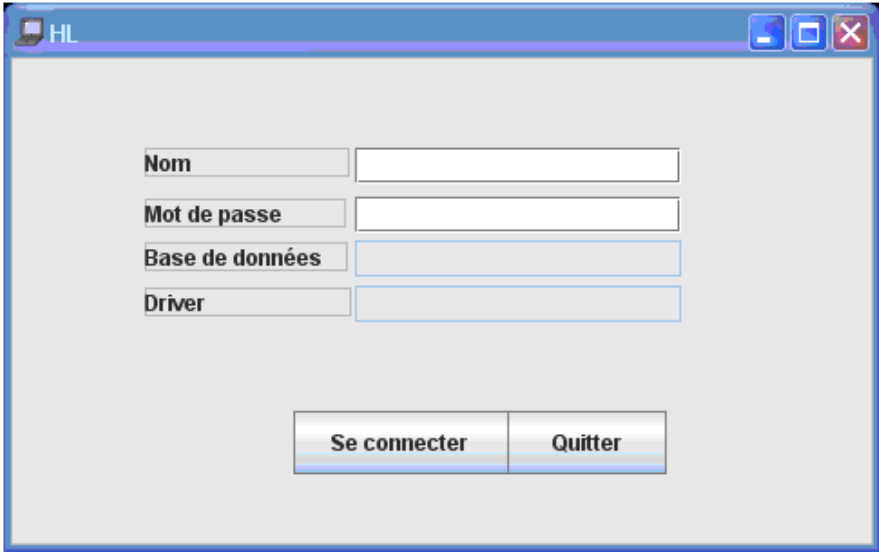 HL
Nom
Mot de passe
Base de données
Driver
Se connecter Quitter